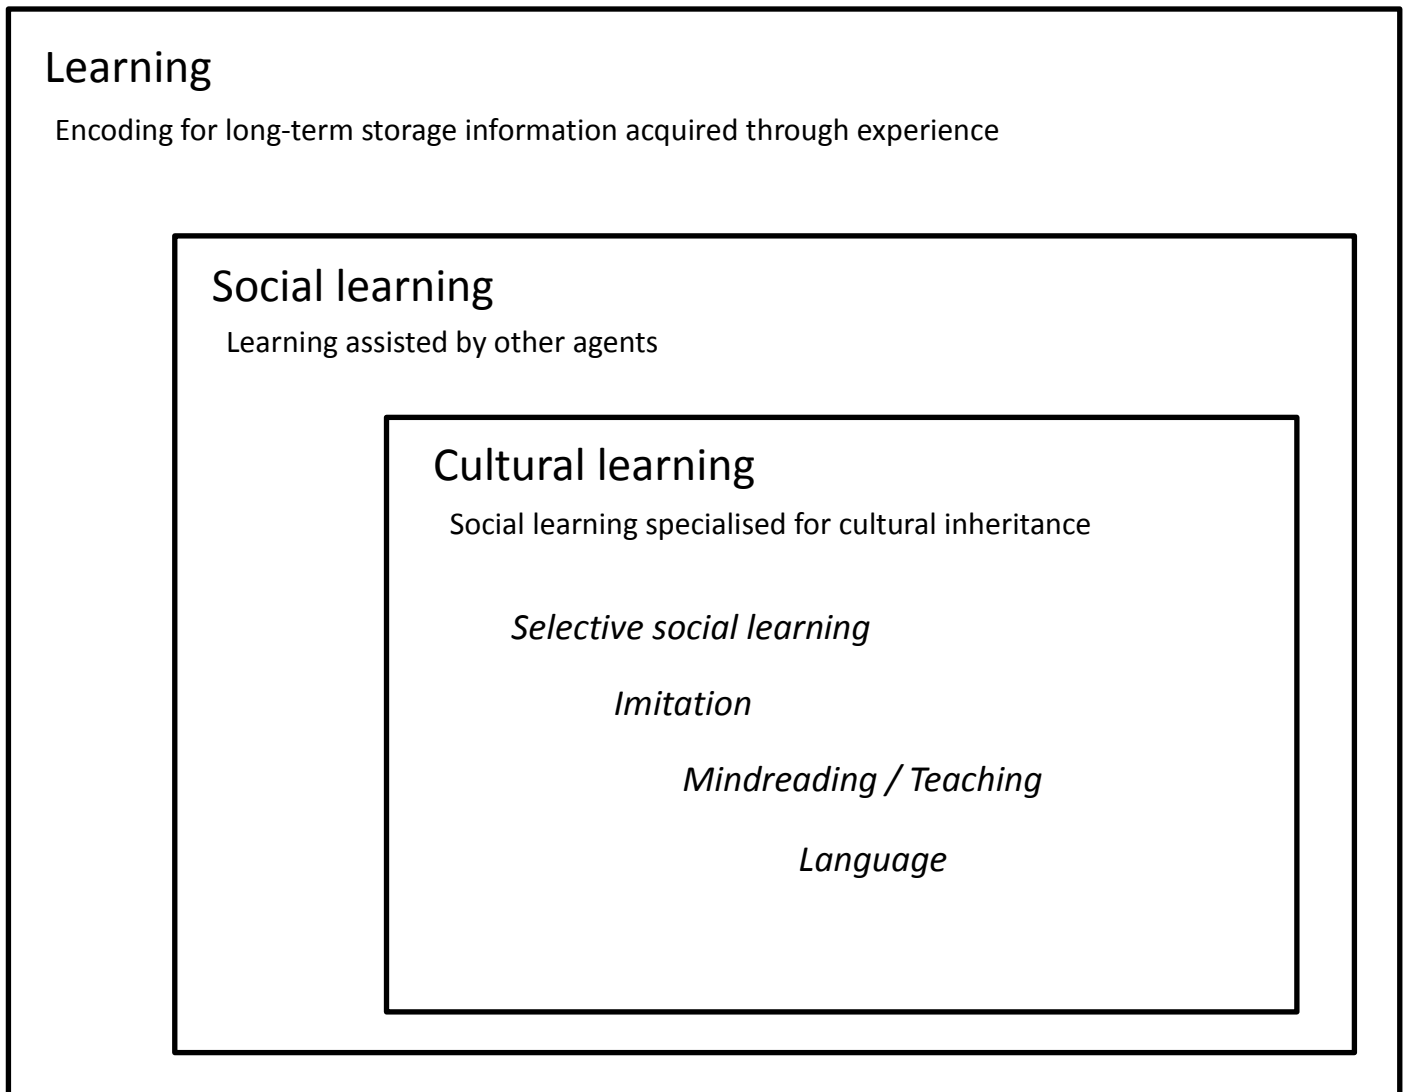 Learning
Encoding for long-term storage information acquired through experience
Social learning
Learning assisted by other agents
Cultural learning
Social learning specialised for cultural inheritance
Selective social learning
Imitation
Mindreading / Teaching
Language